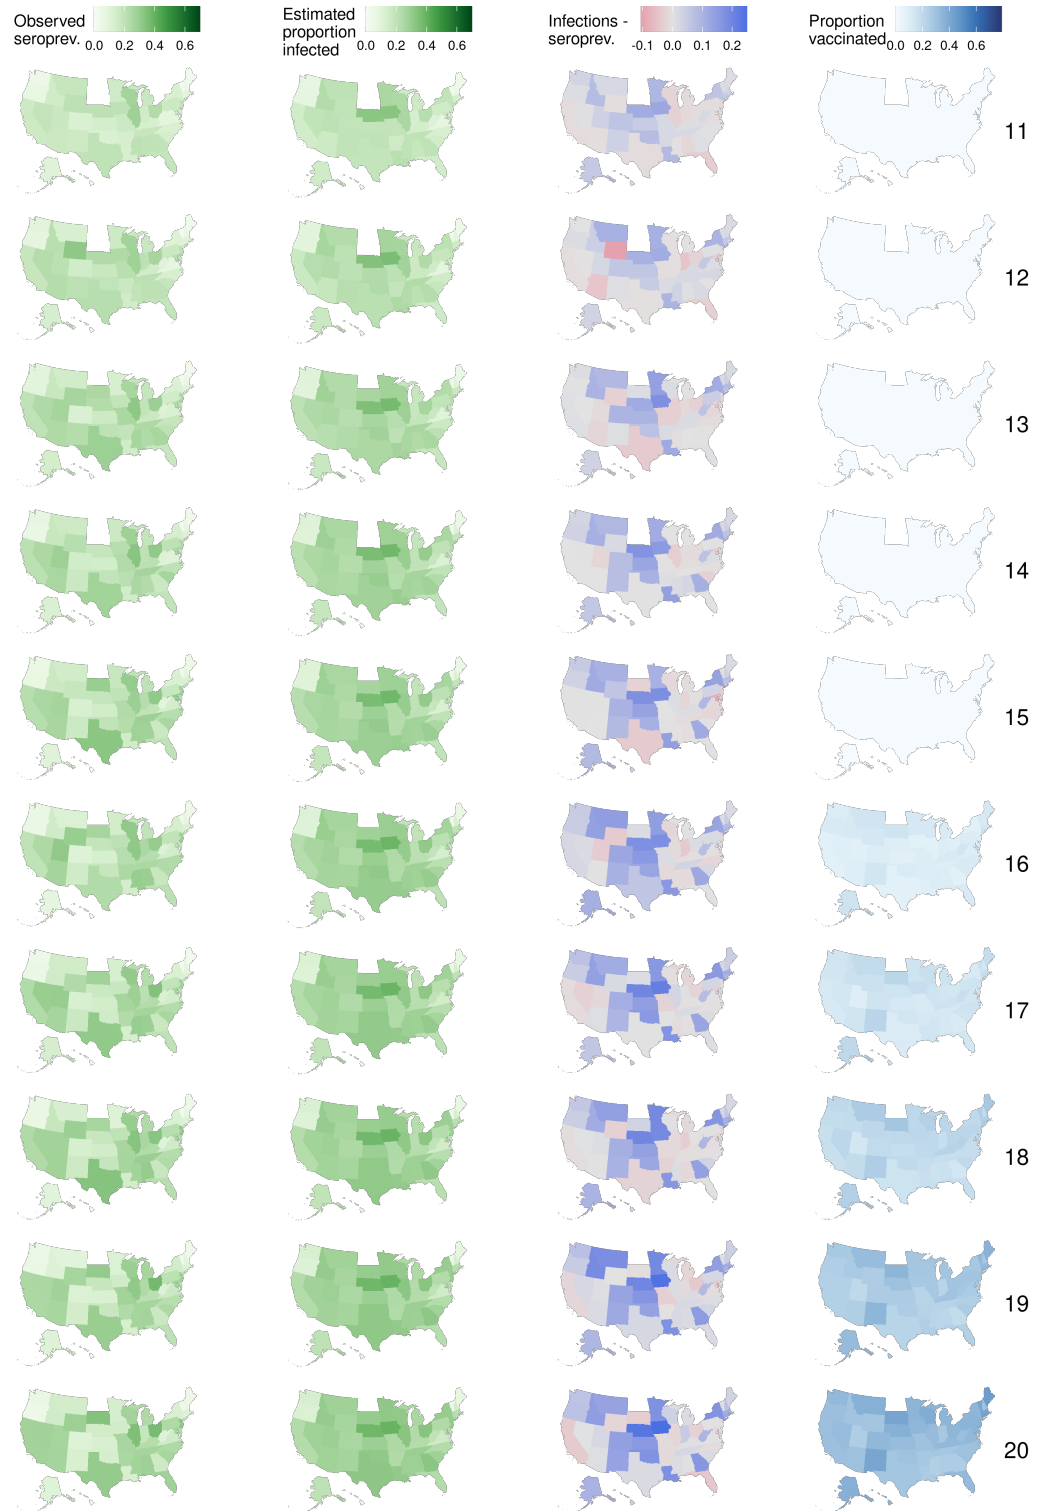 Observed
seroprev.
0.0 0.2 0.4 0.6
Estimated
proportion
infected
0.0 0.2 0.4 0.6
Infections -
seroprev.
-0.1 0.0 0.1 0.2
Proportion
vaccinated
0.0 0.2 0.4 0.6
11
12
13
14
15
16
17
18
19
20